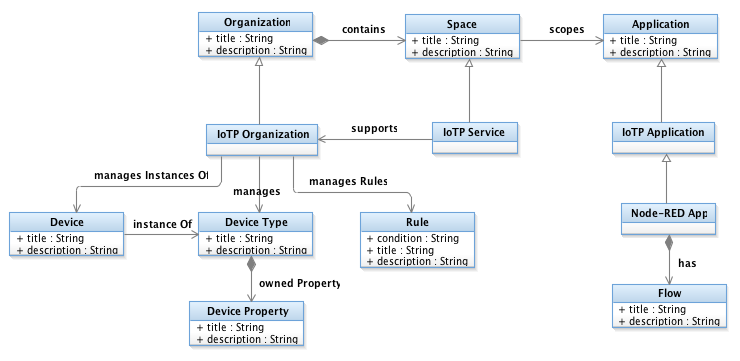 Organization
+ title : String
+ description : String
contains
Space
+ title : String
+ description : String
scopes
Application
+ title : String
+ description : String
IoTP Organization
supports
IoTP Service
IoTP Application
manages Instances Of
manages
manages Rules
Device
+ title : String
+ description : String
instance Of
Device Type
+ title : String
+ description : String
Rule
+ condition : String
+ title : String
+ description : String
Node-RED App
owned Property
has
Device Property
+ title : String
+ description : String
Flow
+ title : String
+ description : String